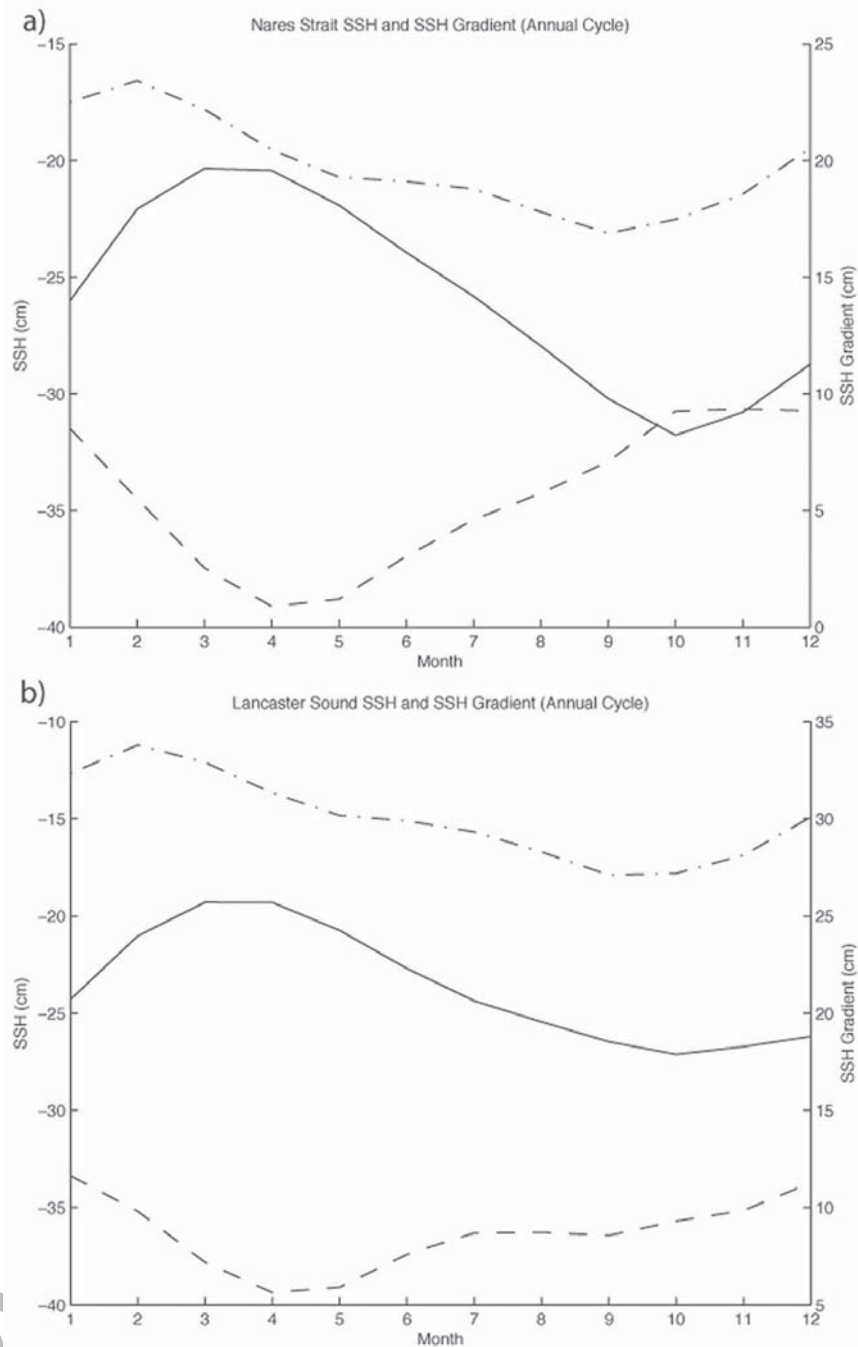 a)
Nares Strait SSH and SSH Gradient (Annual Cycle)
−15
−20
−25
−30
−35
−40
SSH (cm)
25
20
15
10
5
0
SSH Gradient (cm)
1 2 3 4 5 6 7 8 9 10 11 12
Month
b)
Lancaster Sound SSH and SSH Gradient (Annual Cycle)
−10
−15
−20
−25
−30
−35
−40
SSH (cm)
35
30
25
20
15
10
5
SSH Gradient (cm)
1 2 3 4 5 6 7 8 9 10 11 12
Month